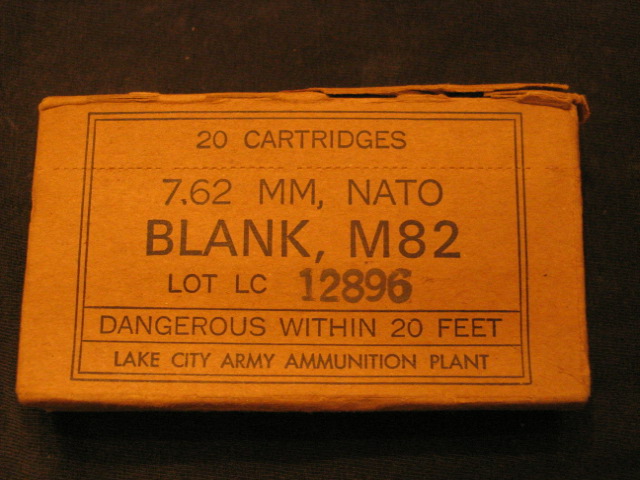 20 CARTRIDGES
7.62 MM, NATO
BLANK, M82
LOT LC 12896
DANGEROUS WITHIN 20 FEET
LAKE CITY ARMY AMMUNITION PLANT